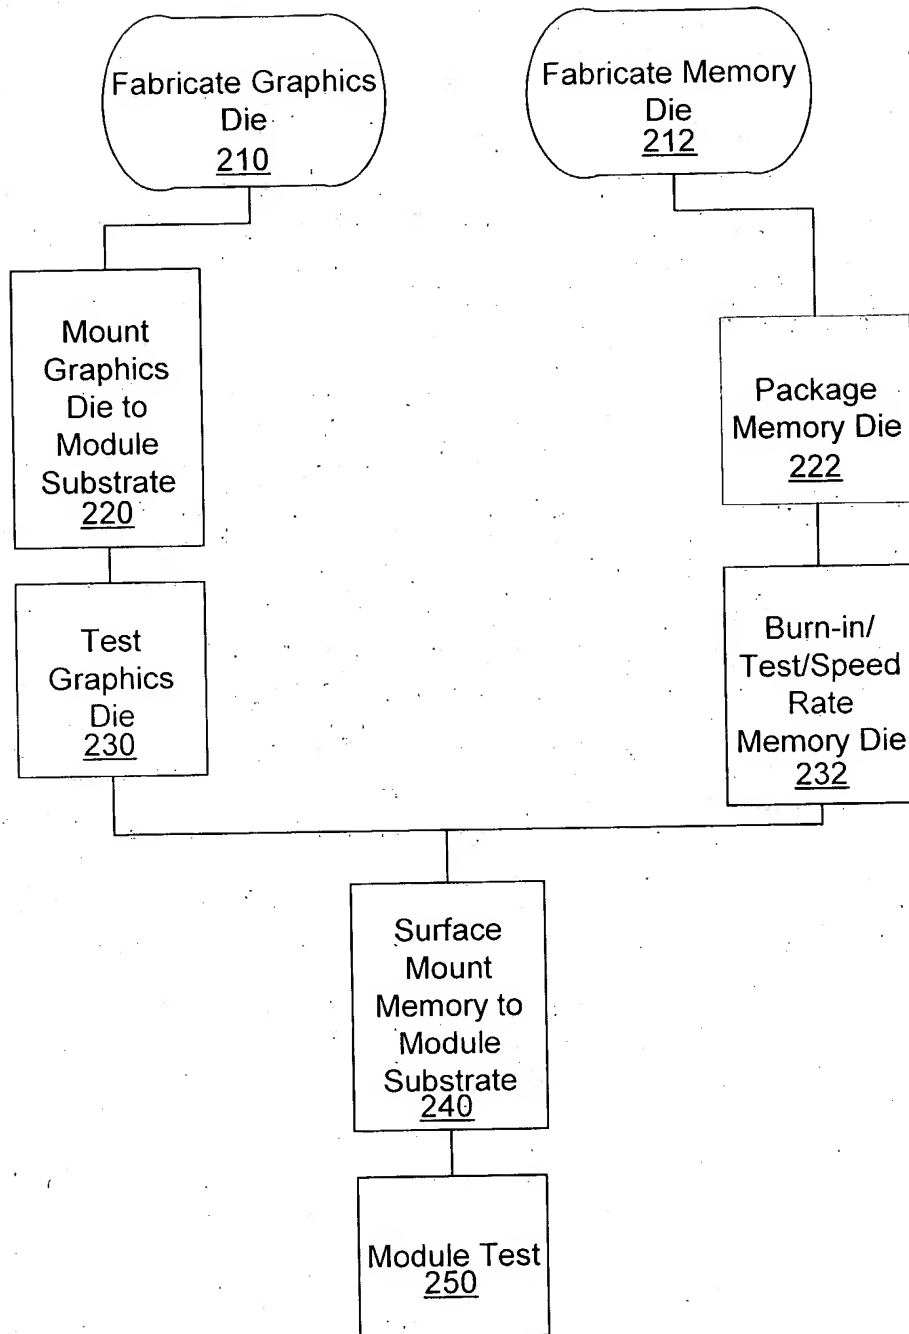 Fabricate Graphics
Die
210
Fabricate Memory
Die
212
Mount
Graphics
Die to
Module
Substrate
220
Package
Memory Die
222
Test
Graphics
Die
230
Burn-in/
Test/Speed
Rate
Memory Die
232
Surface
Mount
Memory to
Module
Substrate
240
Module Test
250